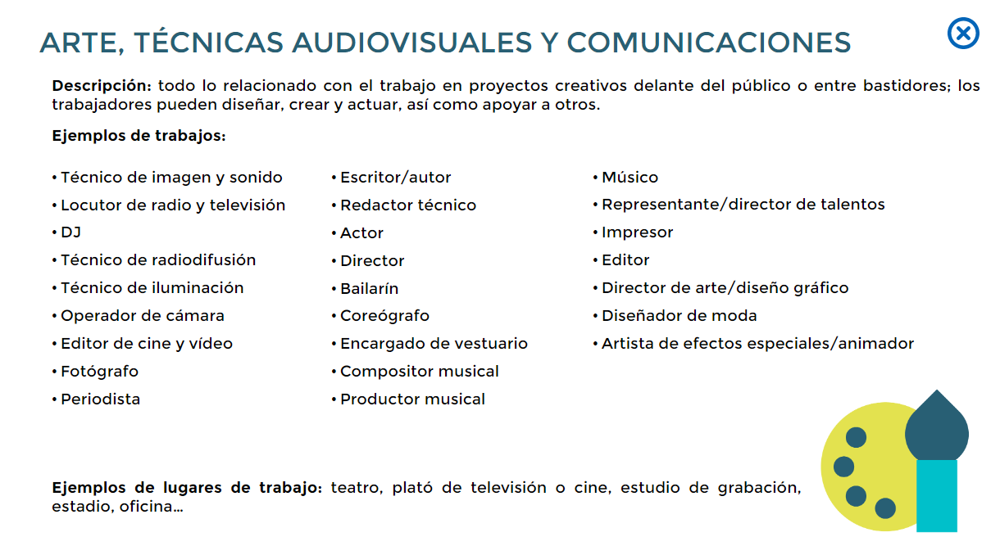 ARTE, TÉCNICAS AUDIOVISUALES Y COMUNICACIONES
Descripción: todo lo relacionado con el trabajo en proyectos creativos delante del público o entre bastidores; los
trabajadores pueden diseñar, crear y actuar, así como apoyar a otros.
Ejemplos de trabajos:
• Técnico de imagen y sonido
• Locutor de radio y televisión
• DJ
• Técnico de radiodifusión
• Técnico de iluminación
• Operador de cámara
• Editor de cine y vídeo
• Fotógrafo
• Periodista
• Escritor/autor
• Redactor técnico
• Actor
• Director
• Bailarín
• Coreógrafo
• Encargado de vestuario
• Compositor musical
• Productor musical
• Músico
• Representante/director de talentos
• Impresor
• Editor
• Director de arte/diseño gráfico
• Diseñador de moda
• Artista de efectos especiales/animador
Ejemplos de lugares de trabajo: teatro, plató de televisión o cine, estudio de grabación,
estadio, oficina…